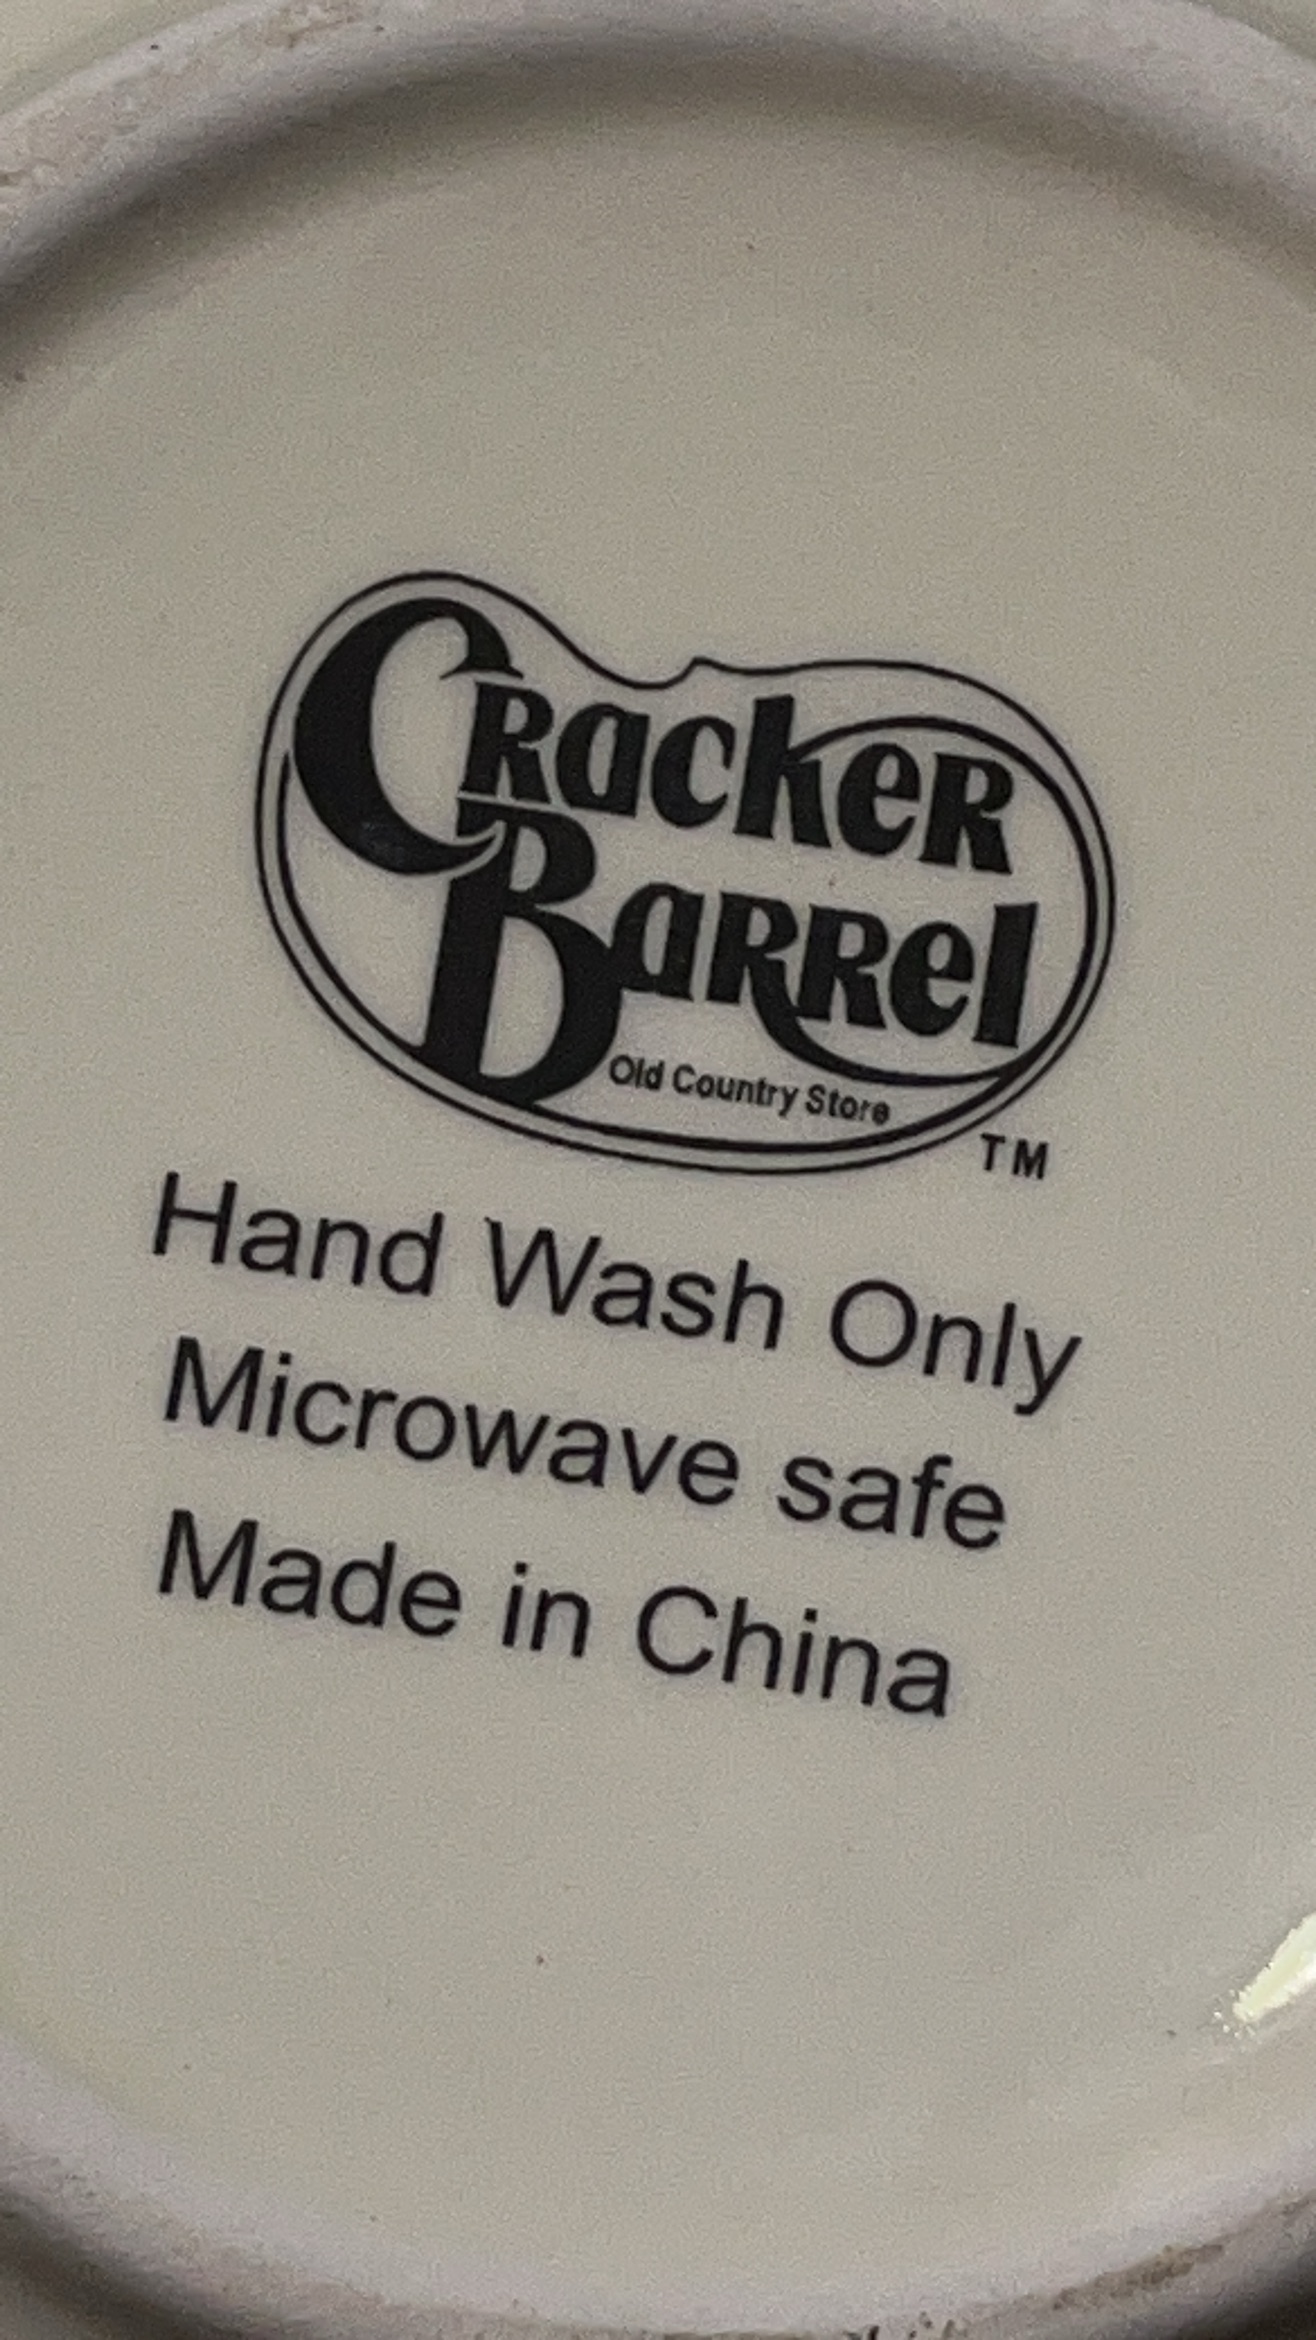 Cracker
Barrel
Old Country Store
TM
Hand Wash Only
Microwave safe
Made in China